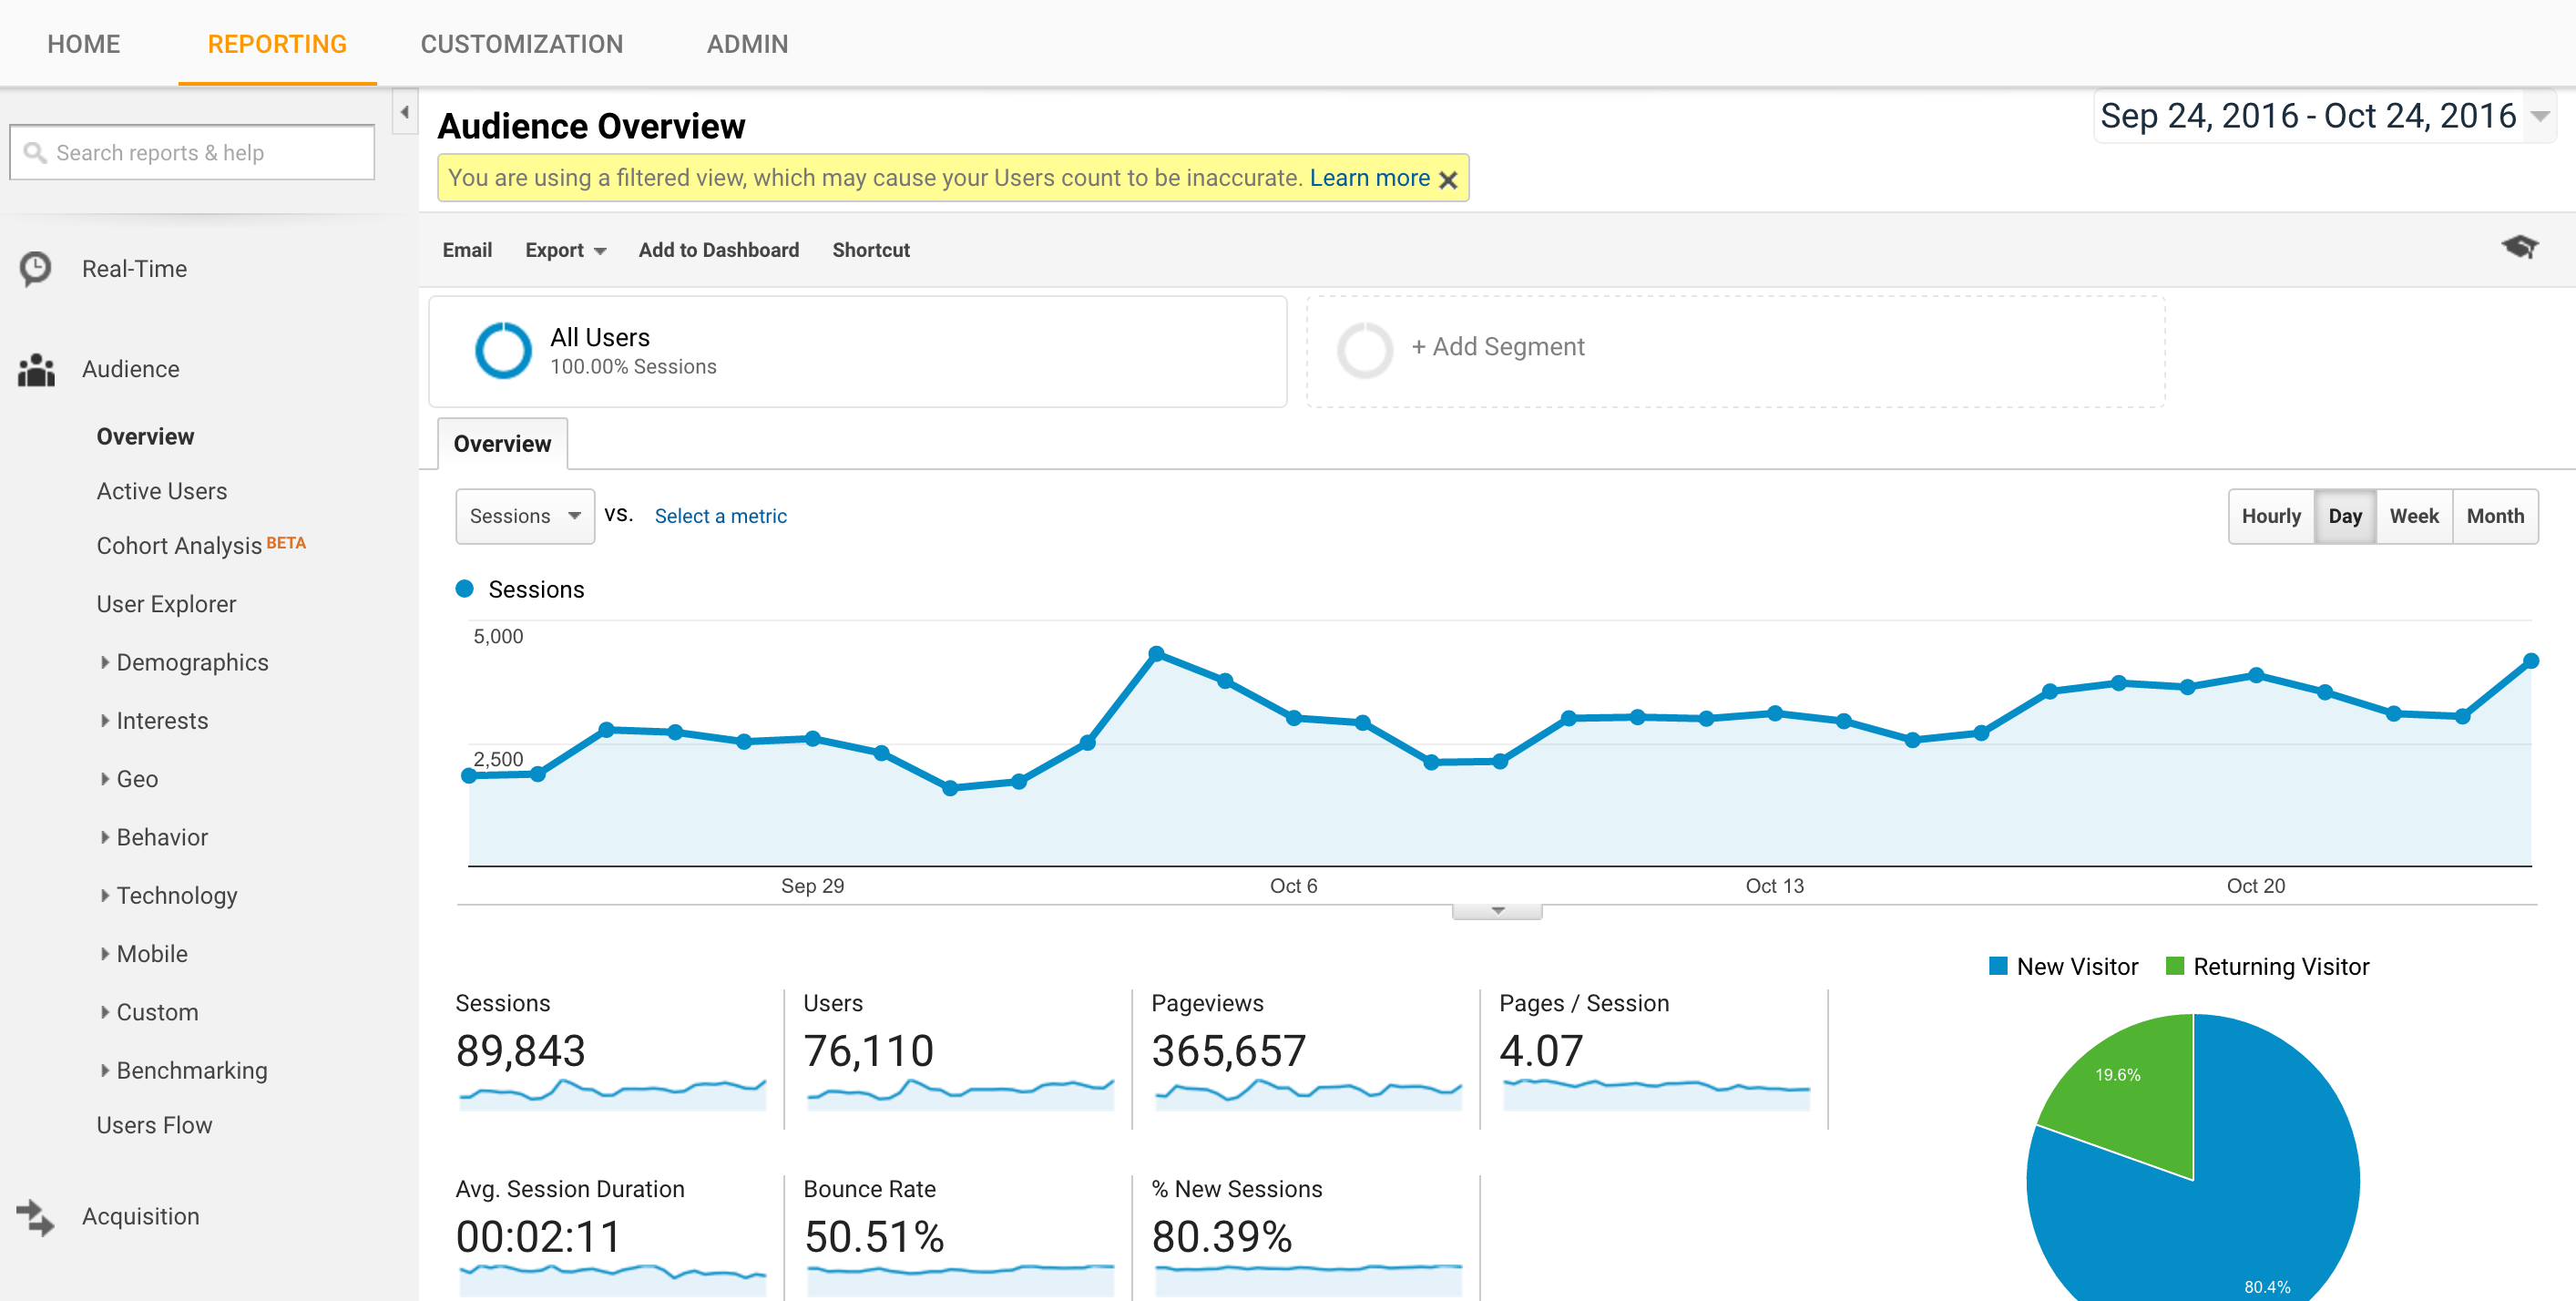 HOME REPORTING CUSTOMIZATION ADMIN
Search reports & help
Real-Time
Audience
Overview
Active Users
Cohort Analysis BETA
User Explorer
Demographics
Interests
Geo
Behavior
Technology
Mobile
Custom
Benchmarking
Users Flow
Acquisition
Audience Overview
Sep 24, 2016 - Oct 24, 2016
You are using a filtered view, which may cause your Users count to be inaccurate. Learn more
Email Export Add to Dashboard Shortcut
All Users
100.00% Sessions
+ Add Segment
Overview
Sessions vs. Select a metric
Hourly Day Week Month
Sessions
5,000
2,500
Sep 29 Oct 6 Oct 13 Oct 20
Sessions
89,843
Users
76,110
Pageviews
365,657
Pages / Session
4.07
Avg. Session Duration
00:02:11
Bounce Rate
50.51%
% New Sessions
80.39%
New Visitor Returning Visitor
19.6%
80.4%